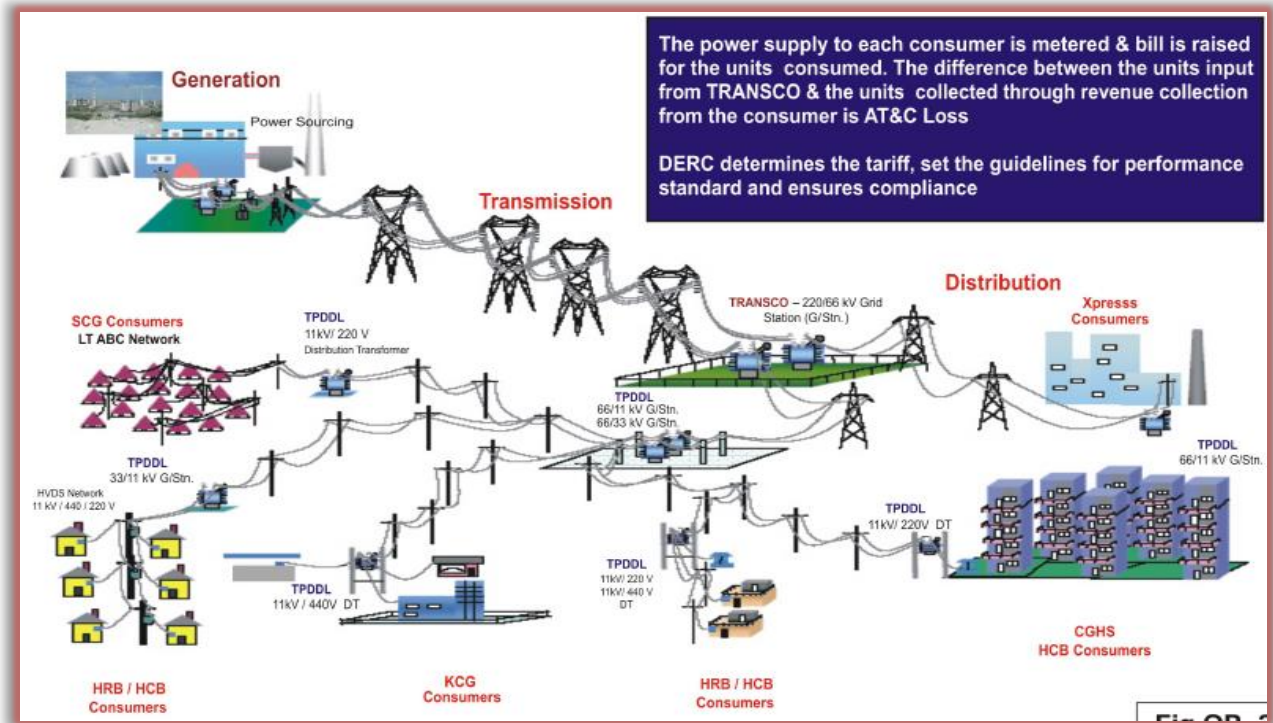 The power supply to each consumer is metered & bill is raised
for the units consumed. The difference between the units input
from TRANSCO & the units collected through revenue collection
from the consumer is AT&C Loss
DERC determines the tariff, set the guidelines for performance
standard and ensures compliance
Generation
Power Sourcing
Transmission
Distribution
TRANSCO – 220/66 kV Grid
Station (G/Stn.)
Xpresss
Consumers
SCG Consumers
LT ABC Network
TPDDL
11kV/ 220 V
Distribution Transformer
TPDDL
66/11 kV G/Stn.
66/33 kV G/Stn.
TPDDL
66/11 kV G/Stn.
TPDDL
33/11 kV G/Stn.
HVDS Network
11 kV / 440 / 220 V
TPDDL
11kV/ 220V DT
TPDDL
11kV / 440V DT
TPDDL
11kV/ 220 V
11kV/ 440 V
DT
CGHS
HCB Consumers
HRB / HCB
Consumers
KCG
Consumers
HRB / HCB
Consumers